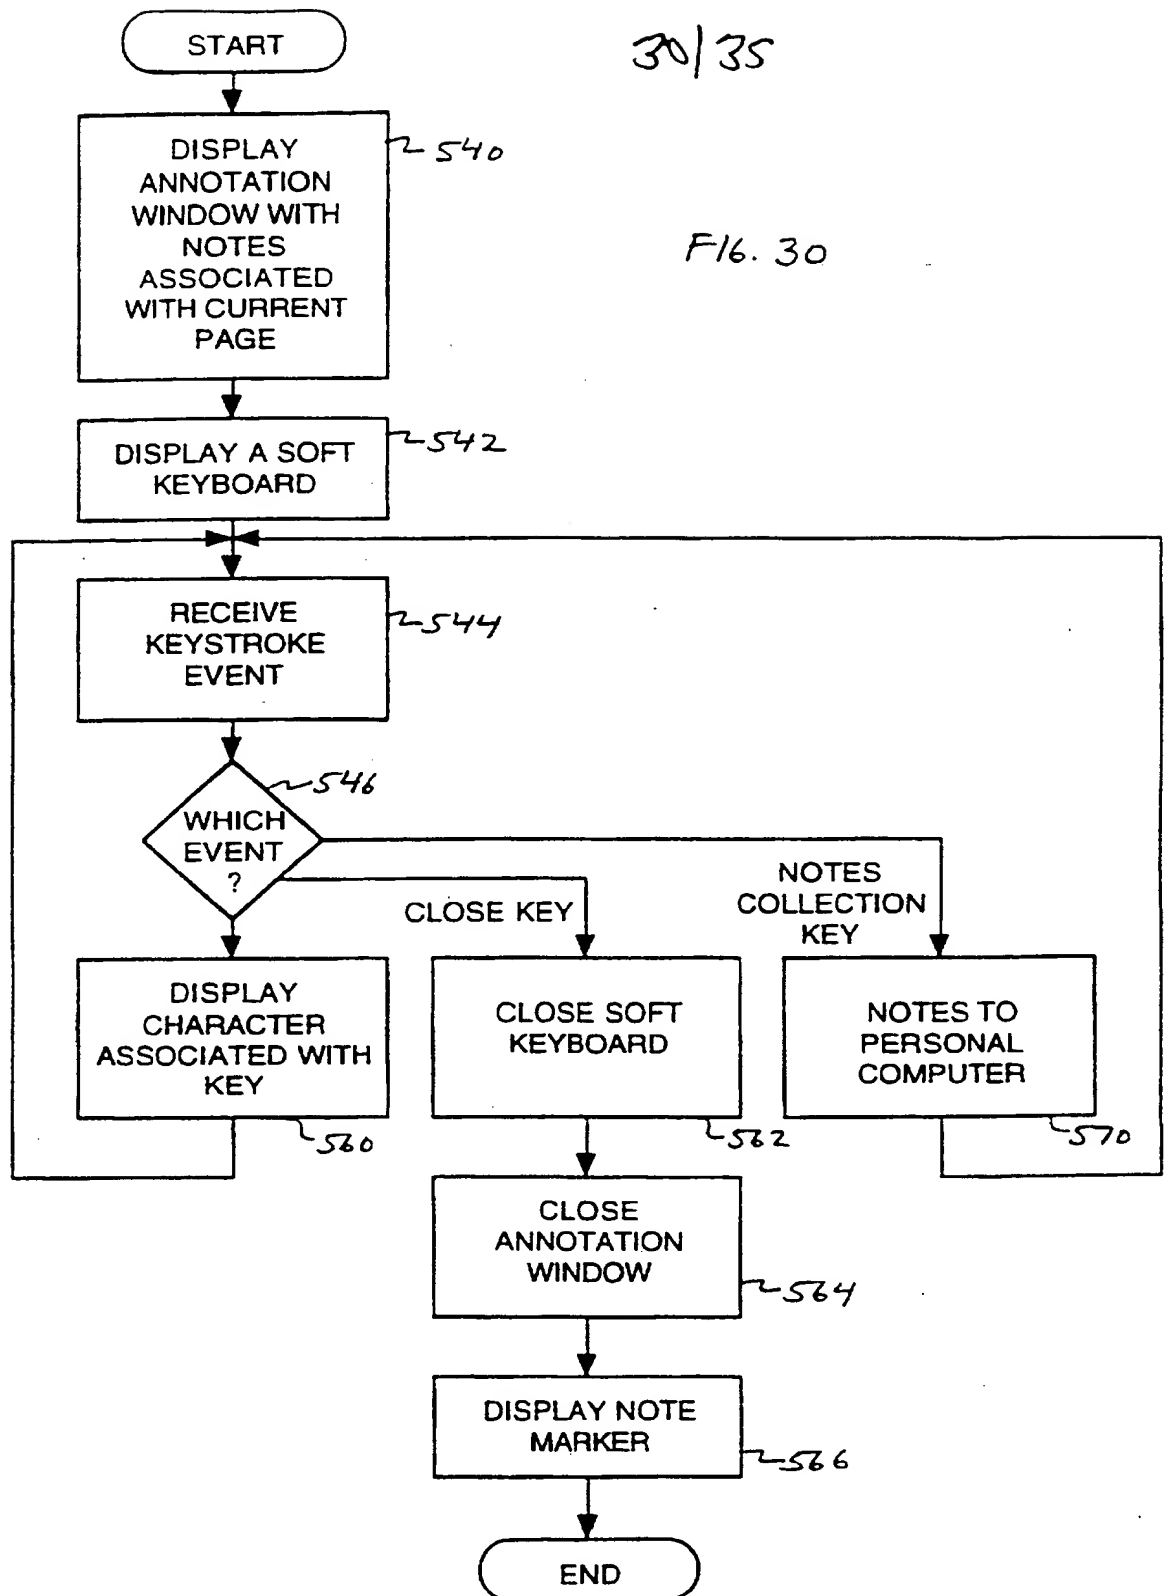 START
30/35
DISPLAY
ANNOTATION
WINDOW WITH
NOTES
ASSOCIATED
WITH CURRENT
PAGE
540
FIG. 30
DISPLAY A SOFT
KEYBOARD
542
RECEIVE
KEYSTROKE
EVENT
544
WHICH
EVENT
?
546
CLOSE KEY
NOTES
COLLECTION
KEY
DISPLAY
CHARACTER
ASSOCIATED WITH
KEY
560
CLOSE SOFT
KEYBOARD
562
NOTES TO
PERSONAL
COMPUTER
570
CLOSE
ANNOTATION
WINDOW
564
DISPLAY NOTE
MARKER
566
END